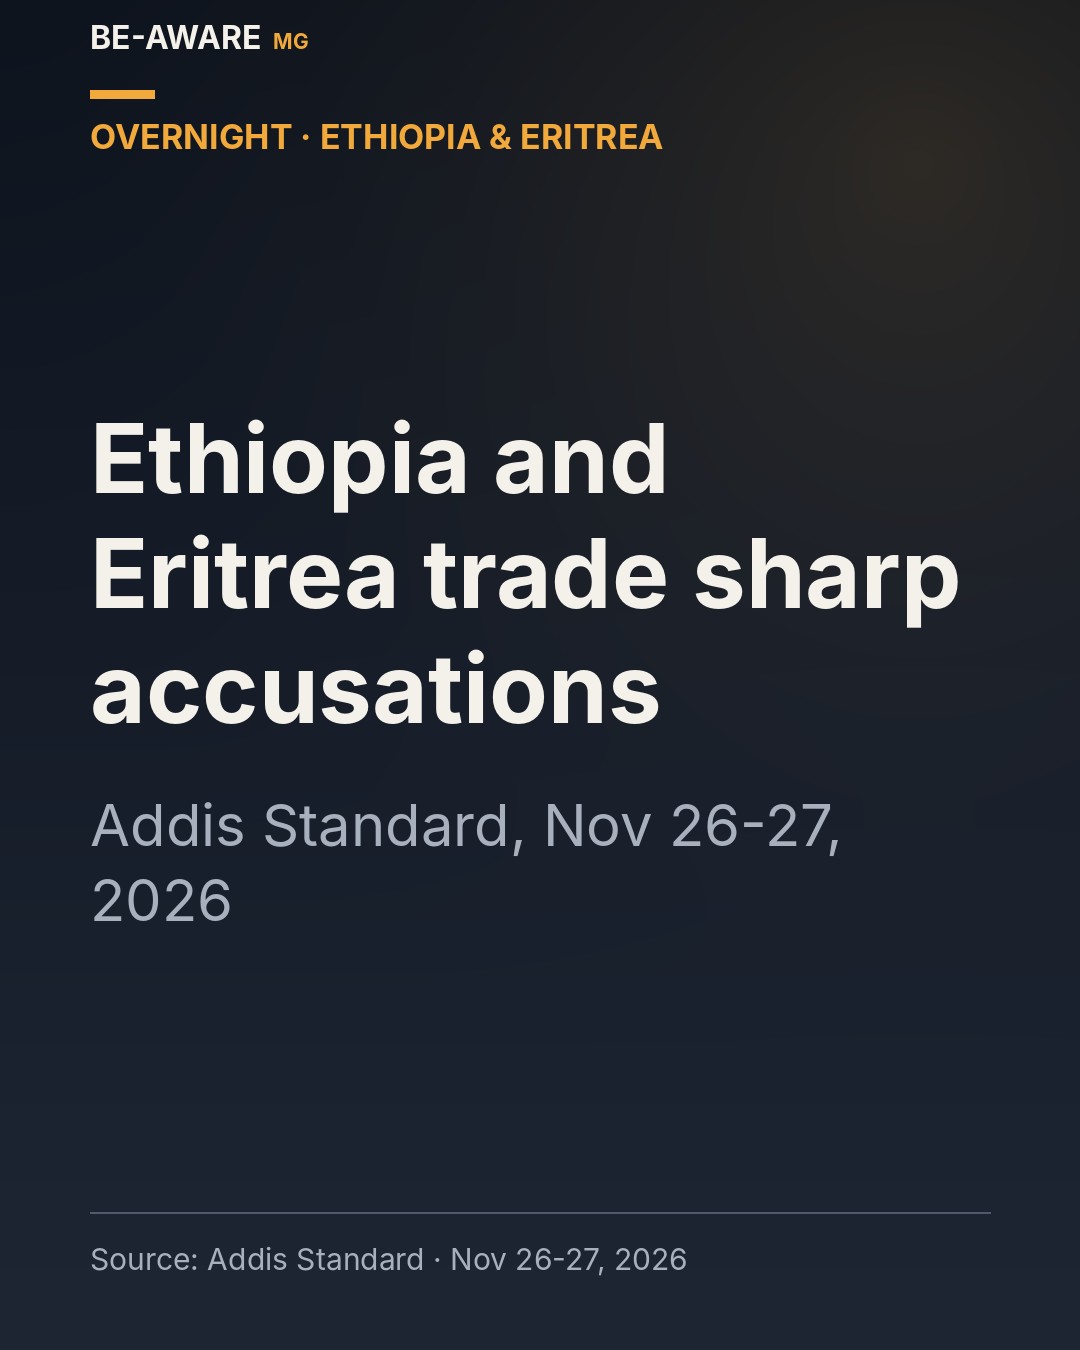 BE-AWARE MG
OVERNIGHT · ETHIOPIA & ERITREA
Ethiopia and
Eritrea trade sharp
accusations
Addis Standard, Nov 26-27,
2026
Source: Addis Standard · Nov 26-27, 2026